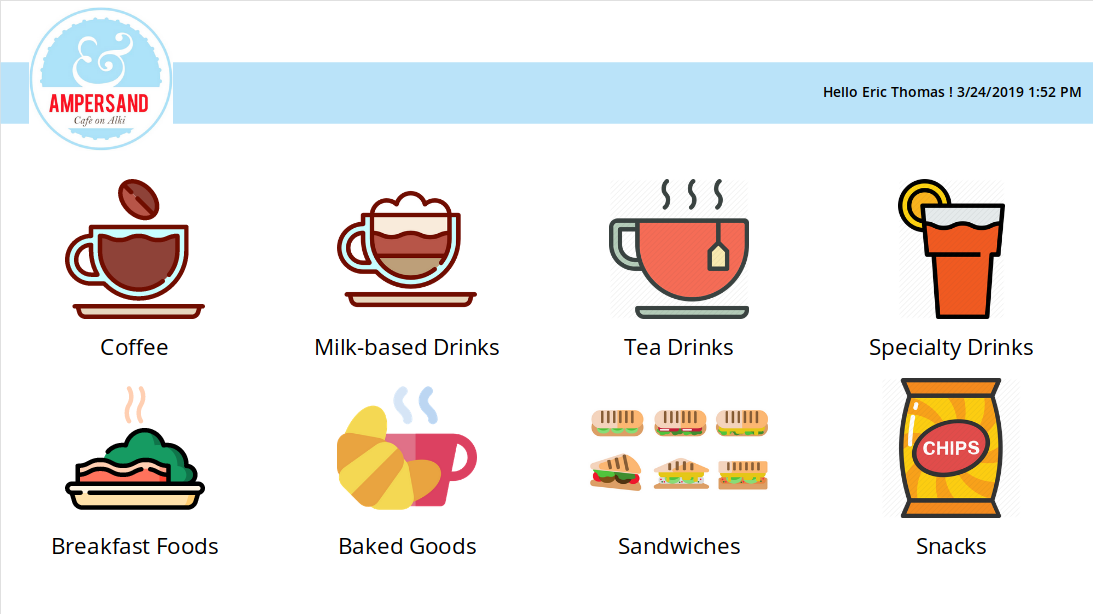 &
AMPERSAND
Cafe on Alki
Hello Eric Thomas ! 3/24/2019 1:52 PM
Coffee
Milk-based Drinks
Tea Drinks
Specialty Drinks
CHIPS
Breakfast Foods
Baked Goods
Sandwiches
Snacks